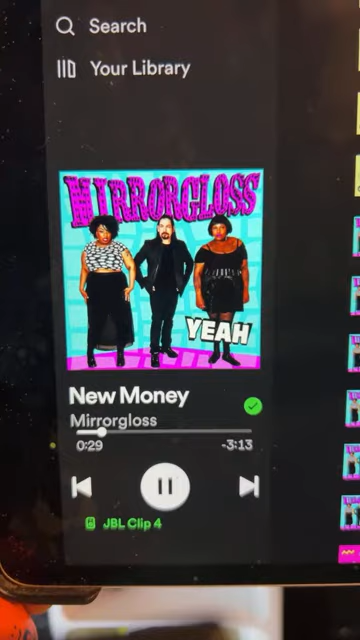 Search
Your Library
MIRRORGLOSS
YEAH
New Money
Mirrorgloss
0:29
-3:13
JBL Clip 4